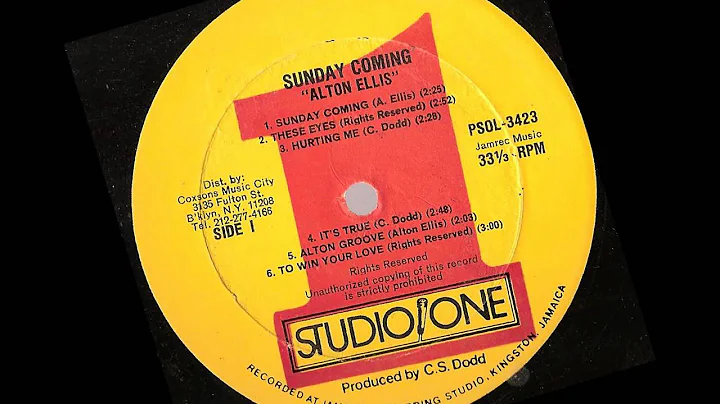 SUNDAY COMING
"ALTON ELLIS"
1. SUNDAY COMING (A. Ellis) (2:25)
2. THESE EYES (Rights Reserved) (2:52)
3. HURTING ME (C. Dodd) (2:28)
PSOL-3423
Jamrec Music
33⅓ RPM
Dist. by:
Coxsons Music City
3135 Fulton St.
B'klyn, N.Y. 11208
Tel. 212-277-4166
SIDE I
4. IT'S TRUE (C. Dodd) (2:48)
5. ALTON GROOVE (Alton Ellis) (2:03)
6. TO WIN YOUR LOVE (Rights Reserved) (3:00)
Rights Reserved
Unauthorized copying of this record
is strictly prohibited
STUDIO ONE
Produced by C.S. Dodd
RECORDED AT STUDIO, KINGSTON, JAMAICA